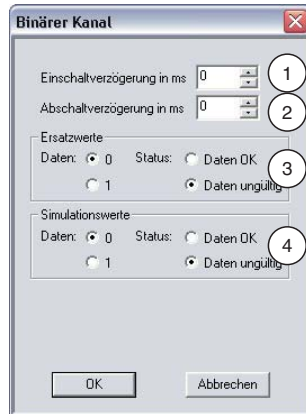 Binärer Kanal
Einschaltverzögerung in ms 0 1
Abschaltverzögerung in ms 0 2
Ersatzwerte
Daten: 0 Status: Daten OK
1 Daten ungültig
3
Simulationswerte
Daten: 0 Status: Daten OK
1 Daten ungültig
4
OK Abbrechen